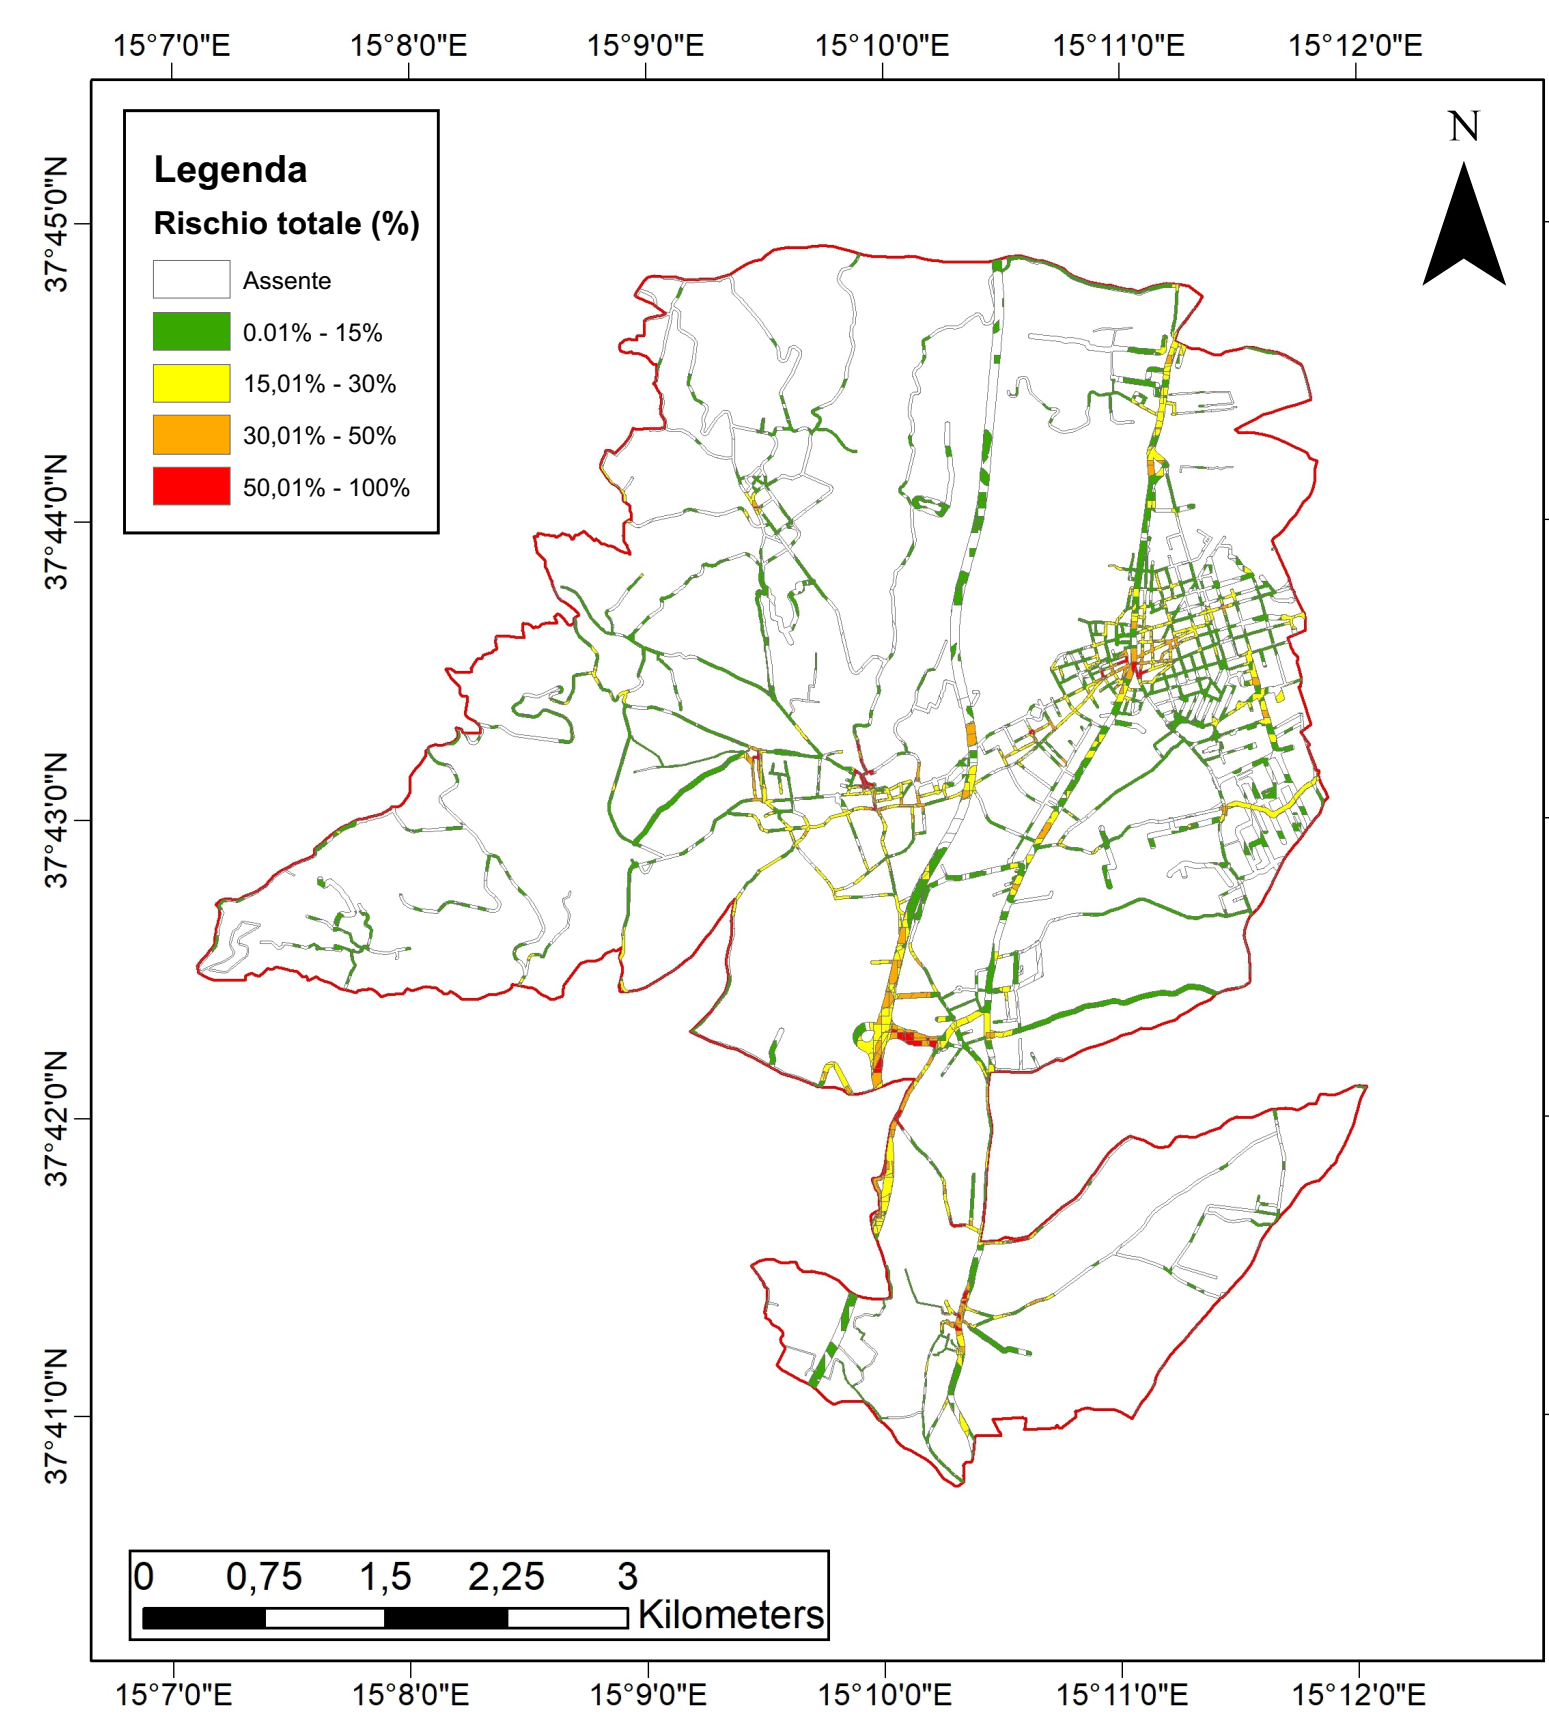 15°7'0"E 15°8'0"E 15°9'0"E 15°10'0"E 15°11'0"E 15°12'0"E
N
Legenda
Rischio totale (%)
Assente
0.01% - 15%
15,01% - 30%
30,01% - 50%
50,01% - 100%
37°45'0"N
37°44'0"N
37°43'0"N
37°42'0"N
37°41'0"N
0 0,75 1,5 2,25 3
Kilometers
15°7'0"E 15°8'0"E 15°9'0"E 15°10'0"E 15°11'0"E 15°12'0"E